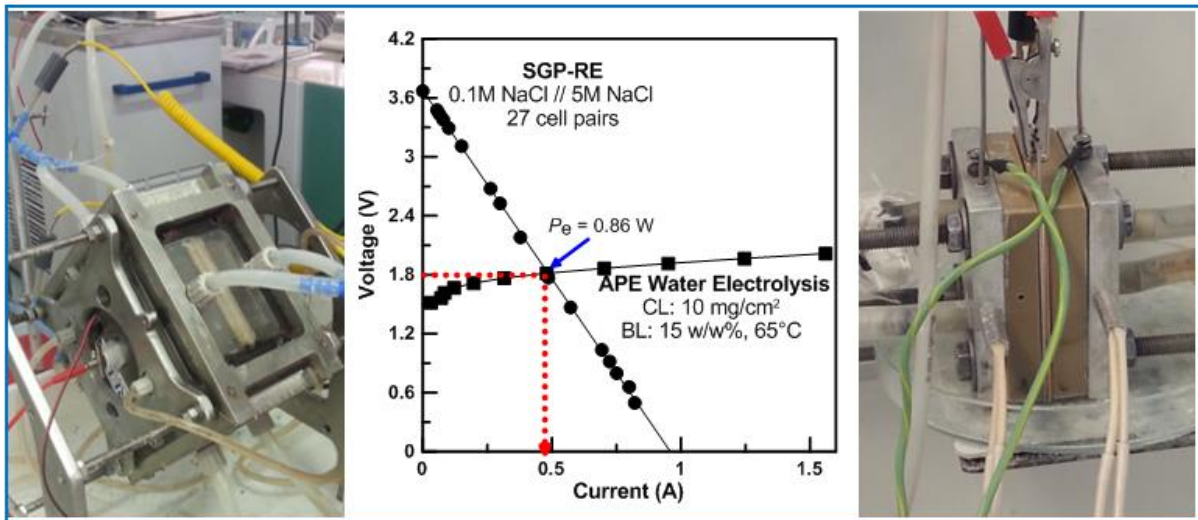 4.2
3.6
3
2.4
1.8
1.2
0.6
0
Voltage (V)
SGP-RE
0.1M NaCl // 5M NaCl
27 cell pairs
Pe = 0.86 W
APE Water Electrolysis
CL: 10 mg/cm²
BL: 15 w/w%, 65°C
0 0.5 1 1.5
Current (A)